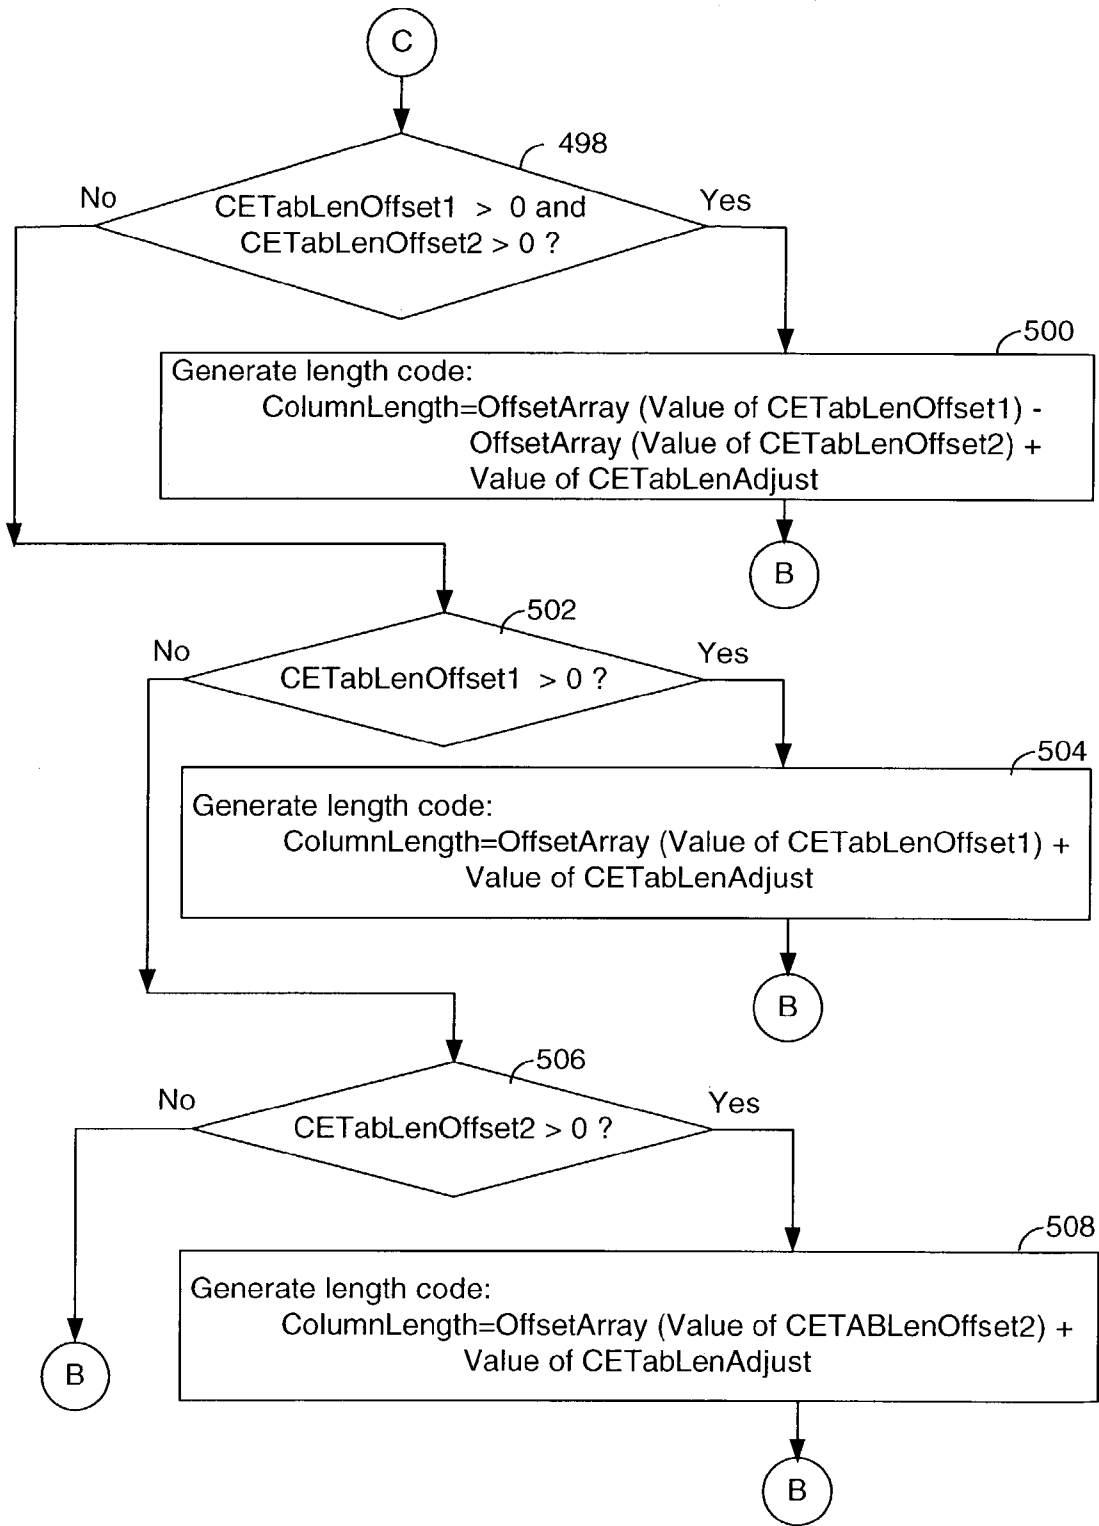 C
498
No
Yes
CETabLenOffset1 > 0 and
CETabLenOffset2 > 0 ?
500
Generate length code:
ColumnLength=OffsetArray (Value of CETabLenOffset1) -
OffsetArray (Value of CETabLenOffset2) +
Value of CETabLenAdjust
B
502
No
Yes
CETabLenOffset1 > 0 ?
504
Generate length code:
ColumnLength=OffsetArray (Value of CETabLenOffset1) +
Value of CETabLenAdjust
B
506
No
Yes
CETabLenOffset2 > 0 ?
508
Generate length code:
ColumnLength=OffsetArray (Value of CETABLenOffset2) +
Value of CETabLenAdjust
B
B